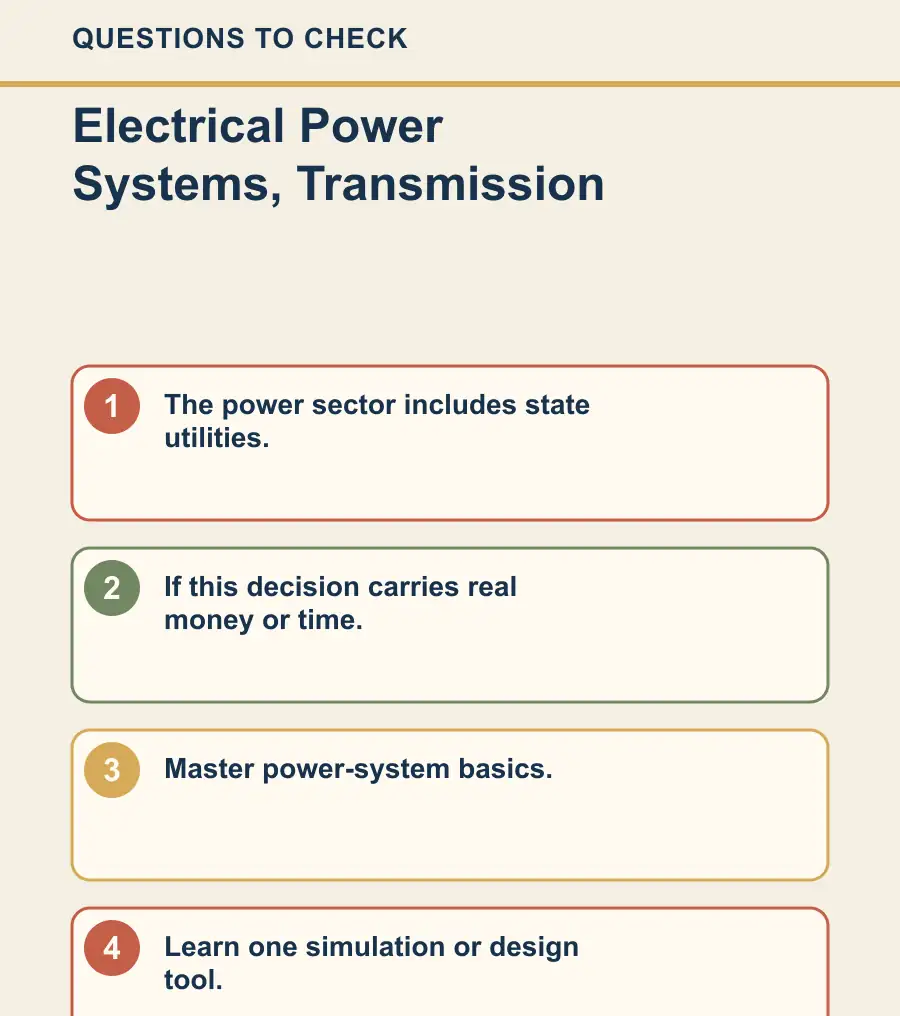 QUESTIONS TO CHECK
Electrical Power
Systems, Transmission
1
The power sector includes state
utilities.
2
If this decision carries real
money or time.
3
Master power-system basics.
4
Learn one simulation or design
tool.